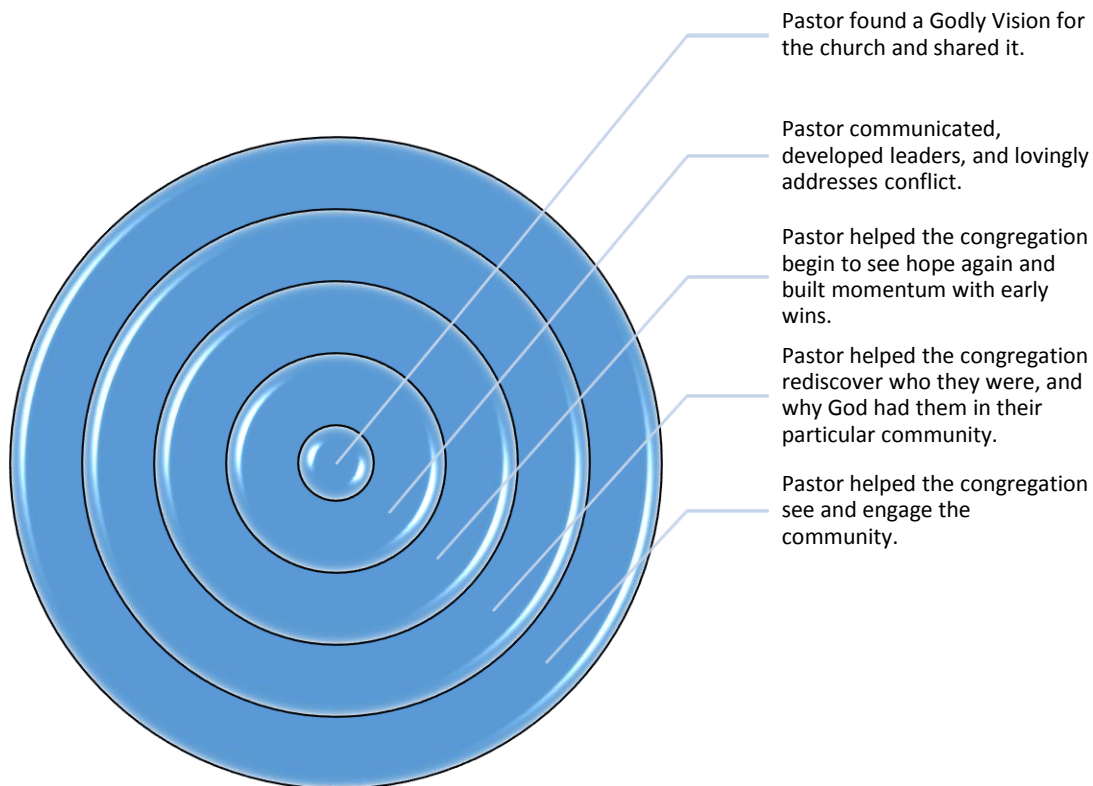 Pastor found a Godly Vision for
the church and shared it.
Pastor communicated,
developed leaders, and lovingly
addresses conflict.
Pastor helped the congregation
begin to see hope again and
built momentum with early
wins.
Pastor helped the congregation
rediscover who they were, and
why God had them in their
particular community.
Pastor helped the congregation
see and engage the
community.